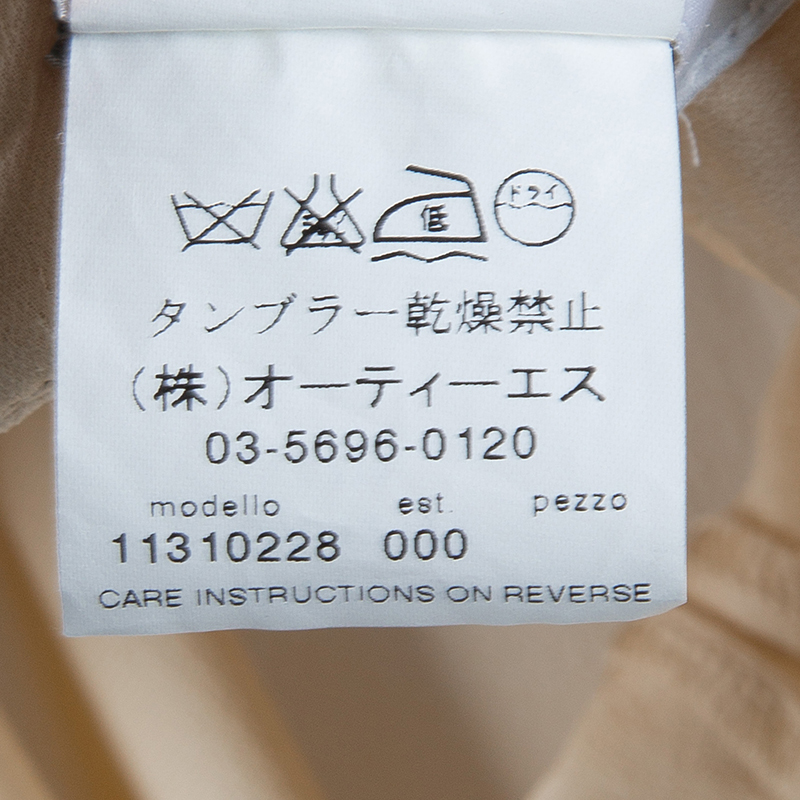 低 ドライ
タンブラー乾燥禁止
(株)オーティーエス
03-5696-0120
modello est. pezzo
11310228 000
CARE INSTRUCTIONS ON REVERSE